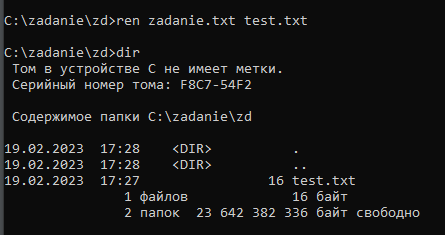 C:\zadanie\zd>ren zadanie.txt test.txt
C:\zadanie\zd>dir
Том в устройстве C не имеет метки.
Серийный номер тома: F8C7-54F2
Содержимое папки C:\zadanie\zd
19.02.2023  17:28    <DIR>          .
19.02.2023  17:28    <DIR>          ..
19.02.2023  17:27                16 test.txt
1 файлов             16 байт
2 папок  23 642 382 336 байт свободно